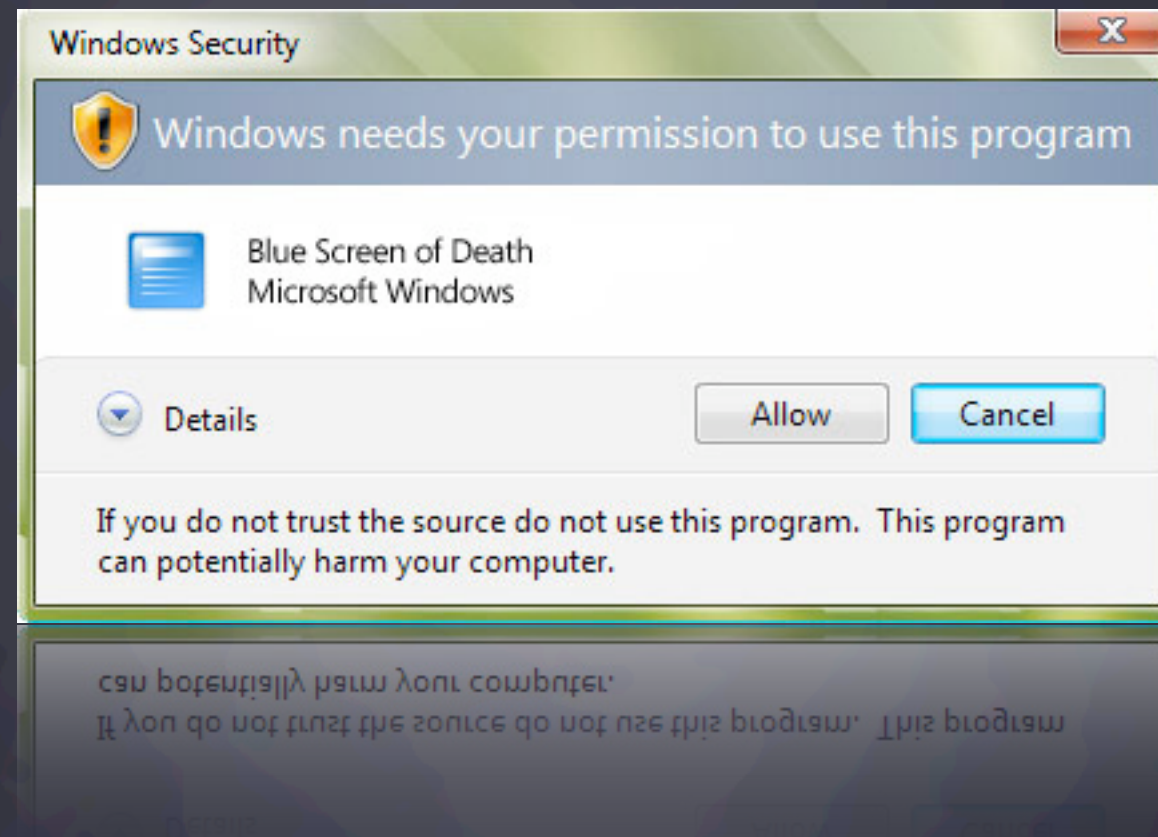 Windows Security
Windows needs your permission to use this program
Blue Screen of Death
Microsoft Windows
Details
Allow
Cancel
If you do not trust the source do not use this program. This program
can potentially harm your computer.
can potentially harm your computer.
If you do not trust the source do not use this program. This program
Details